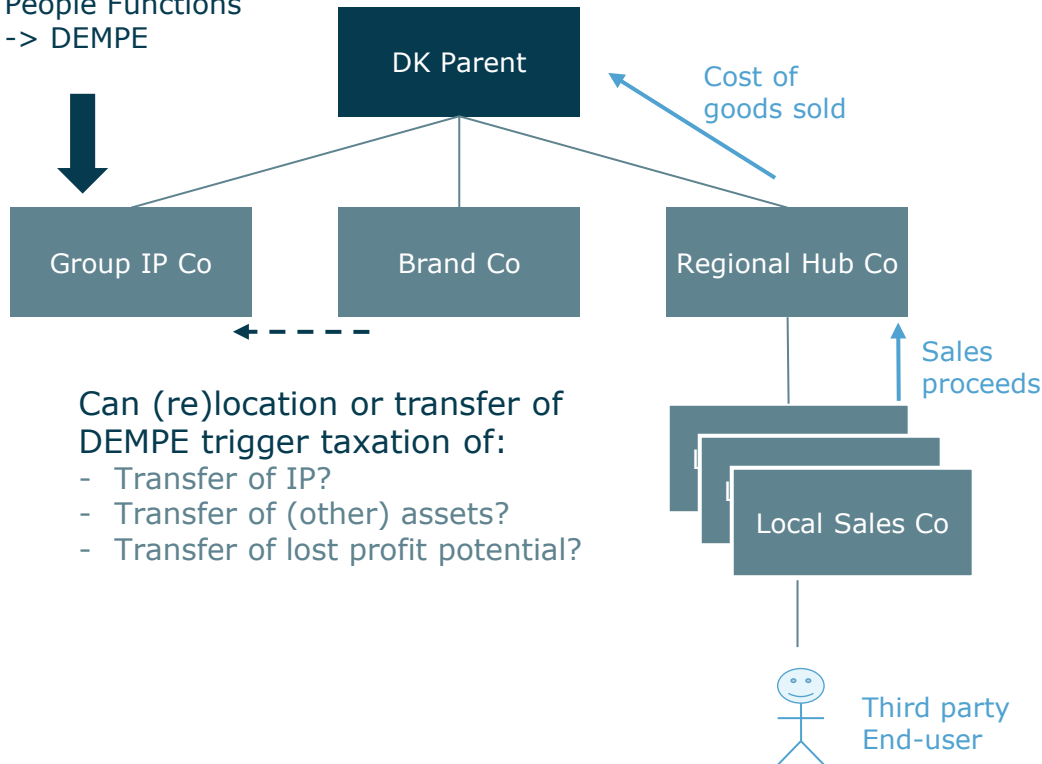 People Functions
-> DEMPE
DK Parent
Cost of
goods sold
Group IP Co
Brand Co
Regional Hub Co
Sales
proceeds
Can (re)location or transfer of
DEMPE trigger taxation of:
- Transfer of IP?
- Transfer of (other) assets?
- Transfer of lost profit potential?
Local Sales Co
Third party
End-user